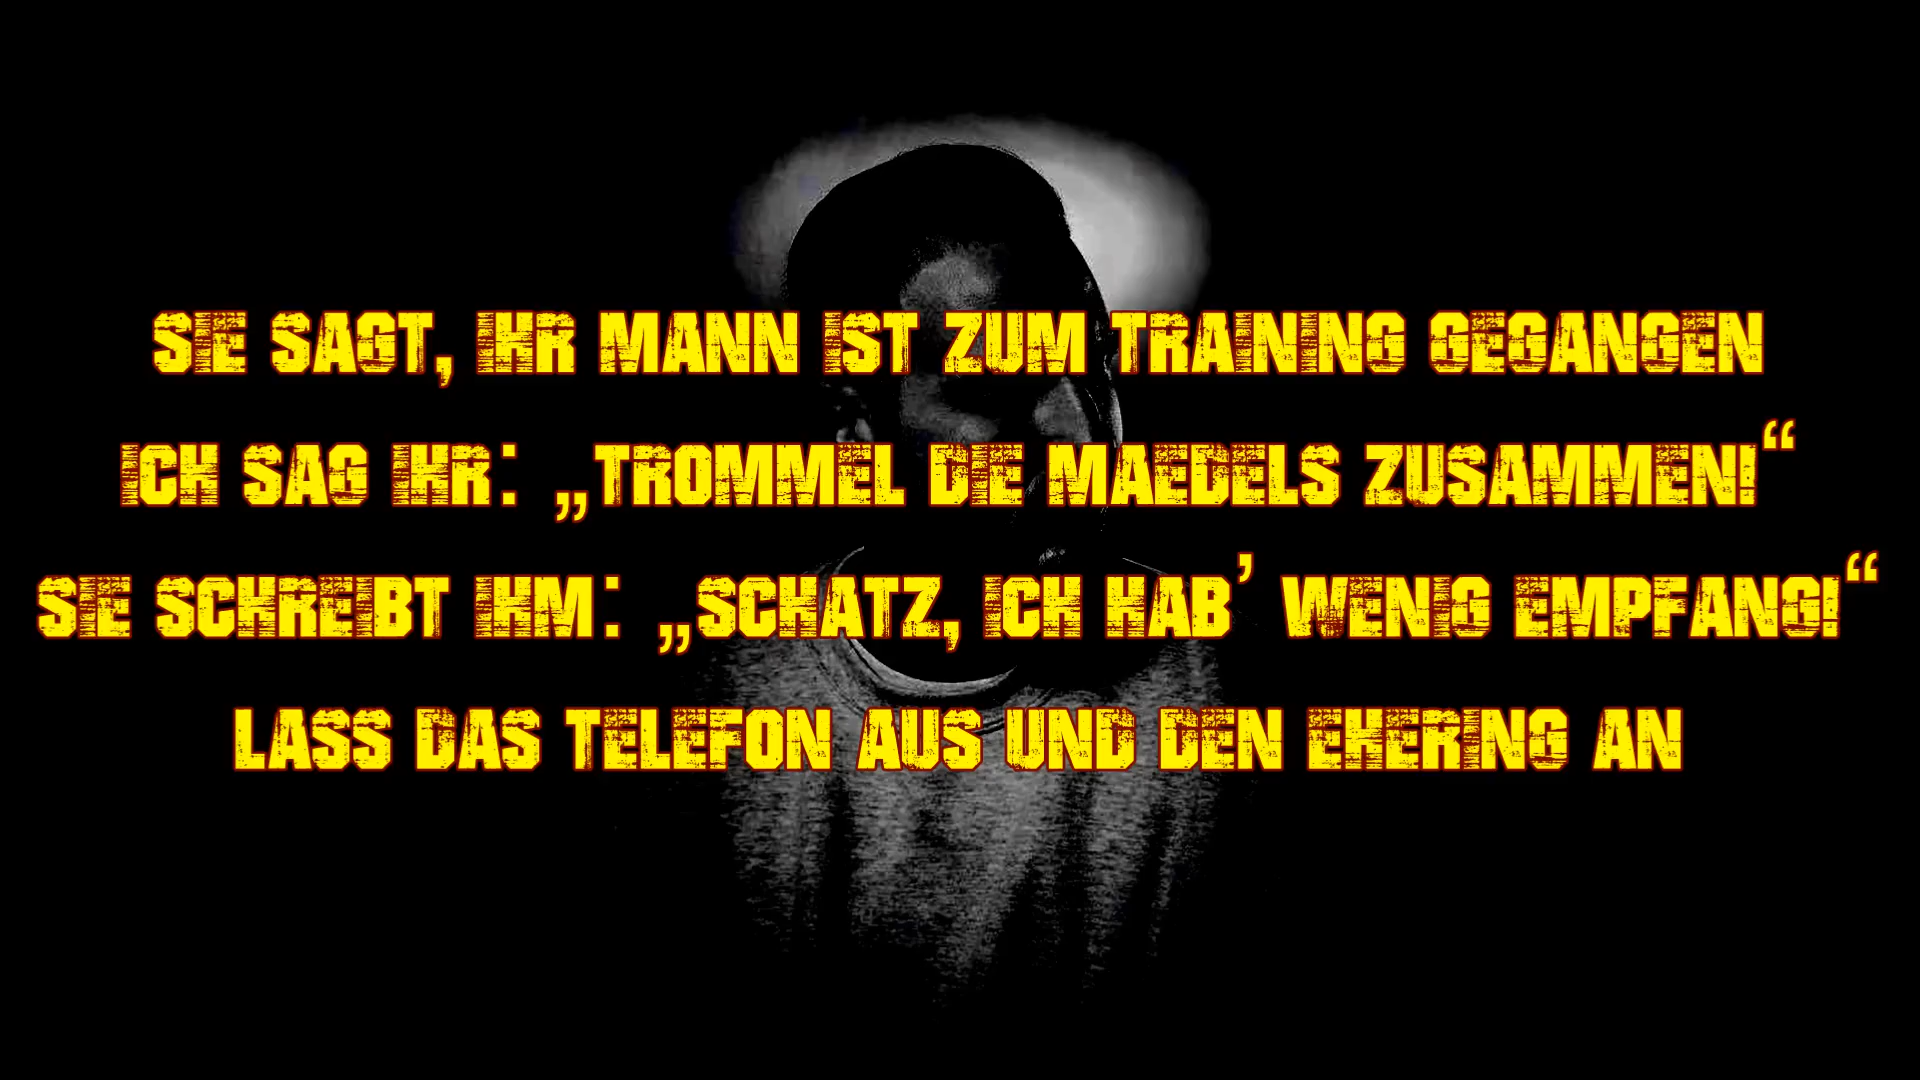 SIE SAGT, IHR MANN IST ZUM TRAINING GEGANGEN
ICH SAG IHR: „TROMMEL DIE MAEDELS ZUSAMMEN!“
SIE SCHREIBT IHM: „SCHATZ, ICH HAB’ WENIG EMPFANG!“
LASS DAS TELEFON AUS UND DEN EHERING AN